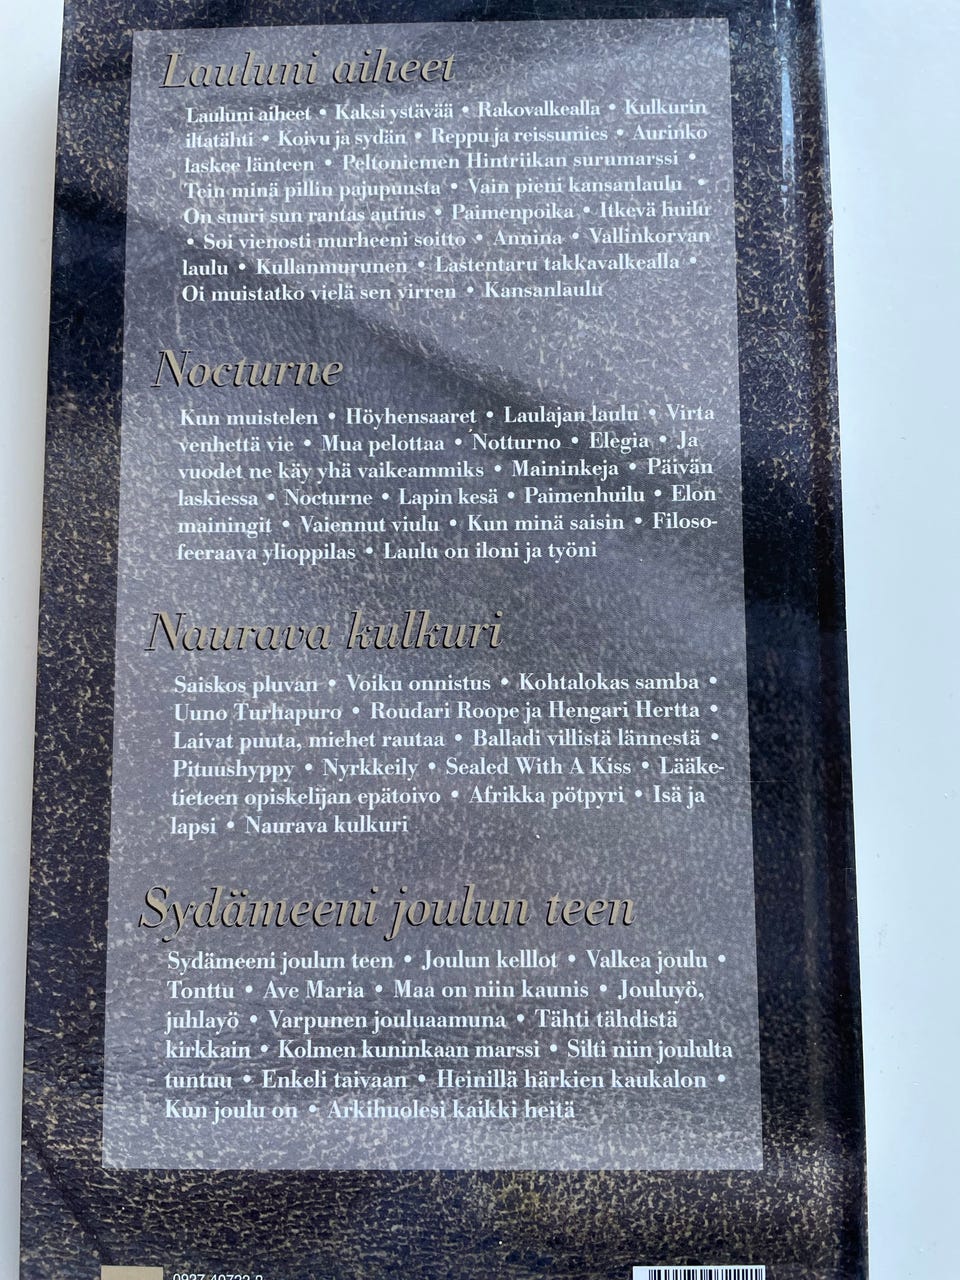 Lauluni aiheet
Lauluni aiheet • Kaksi ystävää • Rakovalkealla • Kulkurin
iltatähti • Koivu ja sydän • Reppu ja reissumies • Aurinko
laskee länteen • Peltoniemen Hintriikan surumarssi •
Tein minä pillin pajupuusta • Vain pieni kansanlaulu •
On suuri sun rantas autius • Paimenpoika • Itkevä huilu
• Soi vienosti murheeni soitto • Annina • Vallinkorvan
laulu • Kullanmurunen • Lastentaru takkavalkealla •
Oi muistatko vielä sen virren • Kansanlaulu
Nocturne
Kun muistelen • Höyhensaaret • Laulajan laulu • Virta
venhettä vie • Mua pelottaa • Notturno • Elegia • Ja
vuodet ne käy yhä vaikeammiks • Maininkeja • Päivän
laskiessa • Nocturne • Lapin kesä • Paimenhuilu • Elon
mainingit • Vaiennut viulu • Kun minä saisin • Filoso-
feeraava ylioppilas • Laulu on iloni ja työni
Naurava kulkuri
Saiskos pluvan • Voiku onnistus • Kohtalokas samba •
Uuno Turhapuro • Roudari Roope ja Hengari Hertta •
Laivat puuta, miehet rautaa • Balladi villistä lännestä •
Pituushyppy • Nyrkkeily • Sealed With A Kiss • Lääke-
tieteen opiskelijan epätoivo • Afrikka pötpyri • Isä ja
lapsi • Naurava kulkuri
Sydämeeni joulun teen
Sydämeeni joulun teen • Joulun kelllot • Valkea joulu •
Tonttu • Ave Maria • Maa on niin kaunis • Jouluyö,
juhlayö • Varpunen jouluaamuna • Tähti tähdistä
kirkkain • Kolmen kuninkaan marssi • Silti niin joululta
tuntuu • Enkeli taivaan • Heinillä härkien kaukalon •
Kun joulu on • Arkihuolesi kaikki heitä